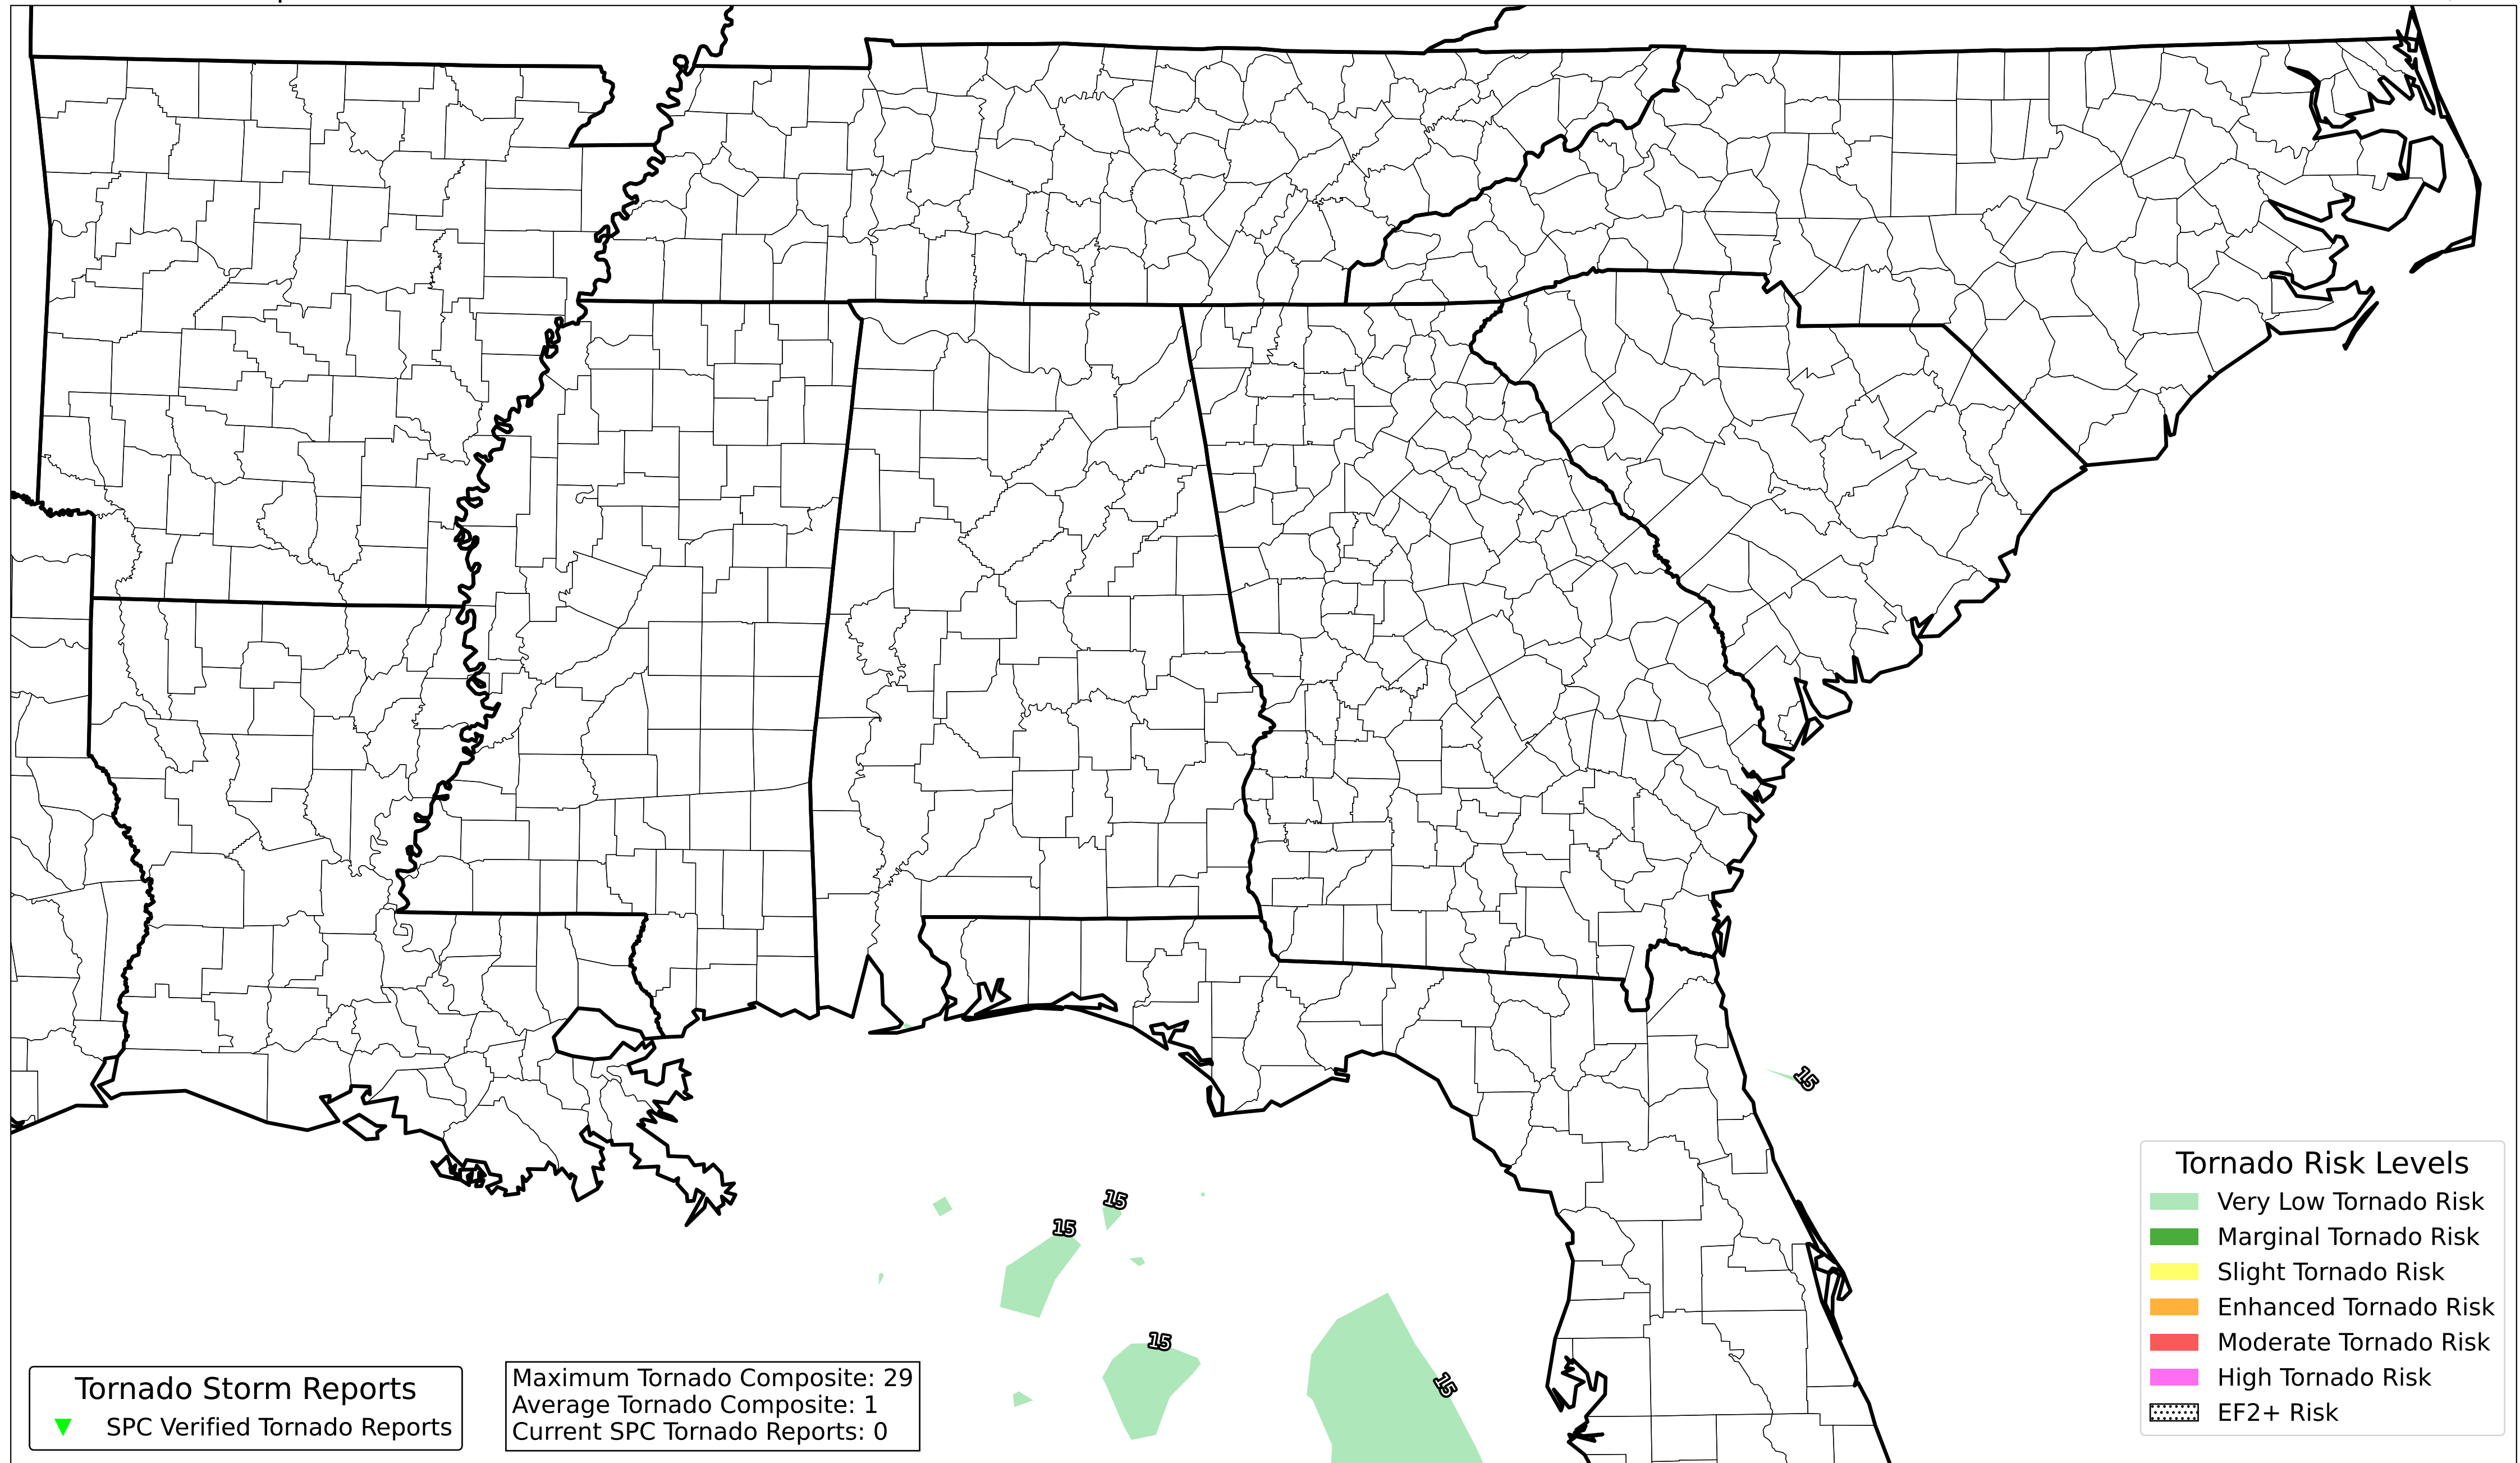 15
15
15
15
15
Tornado Risk Levels
Very Low Tornado Risk
Marginal Tornado Risk
Slight Tornado Risk
Enhanced Tornado Risk
Moderate Tornado Risk
High Tornado Risk
EF2+ Risk
Tornado Storm Reports
SPC Verified Tornado Reports
Maximum Tornado Composite: 29
Average Tornado Composite: 1
Current SPC Tornado Reports: 0